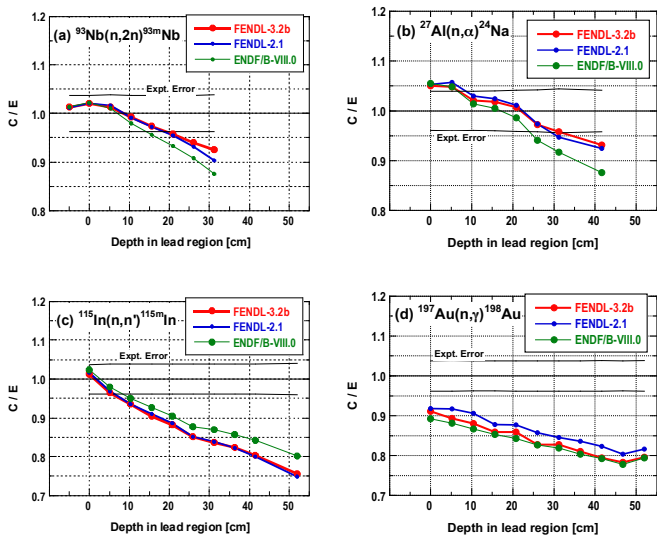 (a) ⁹³Nb(n,2n)⁹³ᵐNb
FENDL-3.2b
FENDL-2.1
ENDF/B-VIII.0
Expt. Error
C / E
1.2
1.1
1.0
0.9
0.8
0 10 20 30 40 50
Depth in lead region [cm]
(b) ²⁷Al(n,α)²⁴Na
FENDL-3.2b
FENDL-2.1
ENDF/B-VIII.0
Expt. Error
C / E
1.2
1.1
1.0
0.9
0.8
0 10 20 30 40 50
Depth in lead region [cm]
(c) ¹¹⁵In(n,n')¹¹⁵ᵐIn
FENDL-3.2b
FENDL-2.1
ENDF/B-VIII.0
Expt. Error
C / E
1.2
1.1
1.0
0.9
0.8
0.7
0 10 20 30 40 50
Depth in lead region [cm]
(d) ¹⁹⁷Au(n,γ)¹⁹⁸Au
FENDL-3.2b
FENDL-2.1
ENDF/B-VIII.0
Expt. Error
C / E
1.2
1.1
1.0
0.9
0.8
0.7
0 10 20 30 40 50
Depth in lead region [cm]